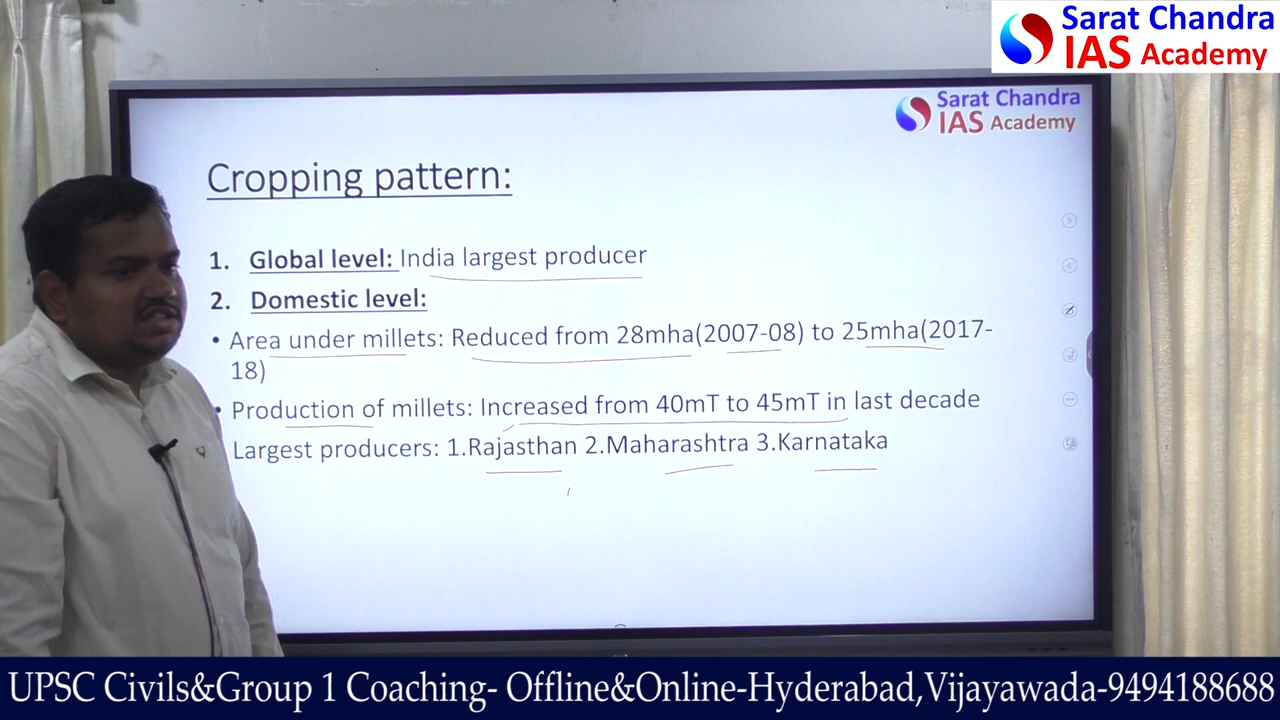 Sarat Chandra
IAS Academy
Sarat Chandra
IAS Academy
Cropping pattern:
1. Global level: India largest producer
2. Domestic level:
• Area under millets: Reduced from 28mha(2007-08) to 25mha(2017-
18)
• Production of millets: Increased from 40mT to 45mT in last decade
Largest producers: 1.Rajasthan 2.Maharashtra 3.Karnataka
UPSC Civils&Group 1 Coaching- Offline&Online-Hyderabad,Vijayawada-9494188688